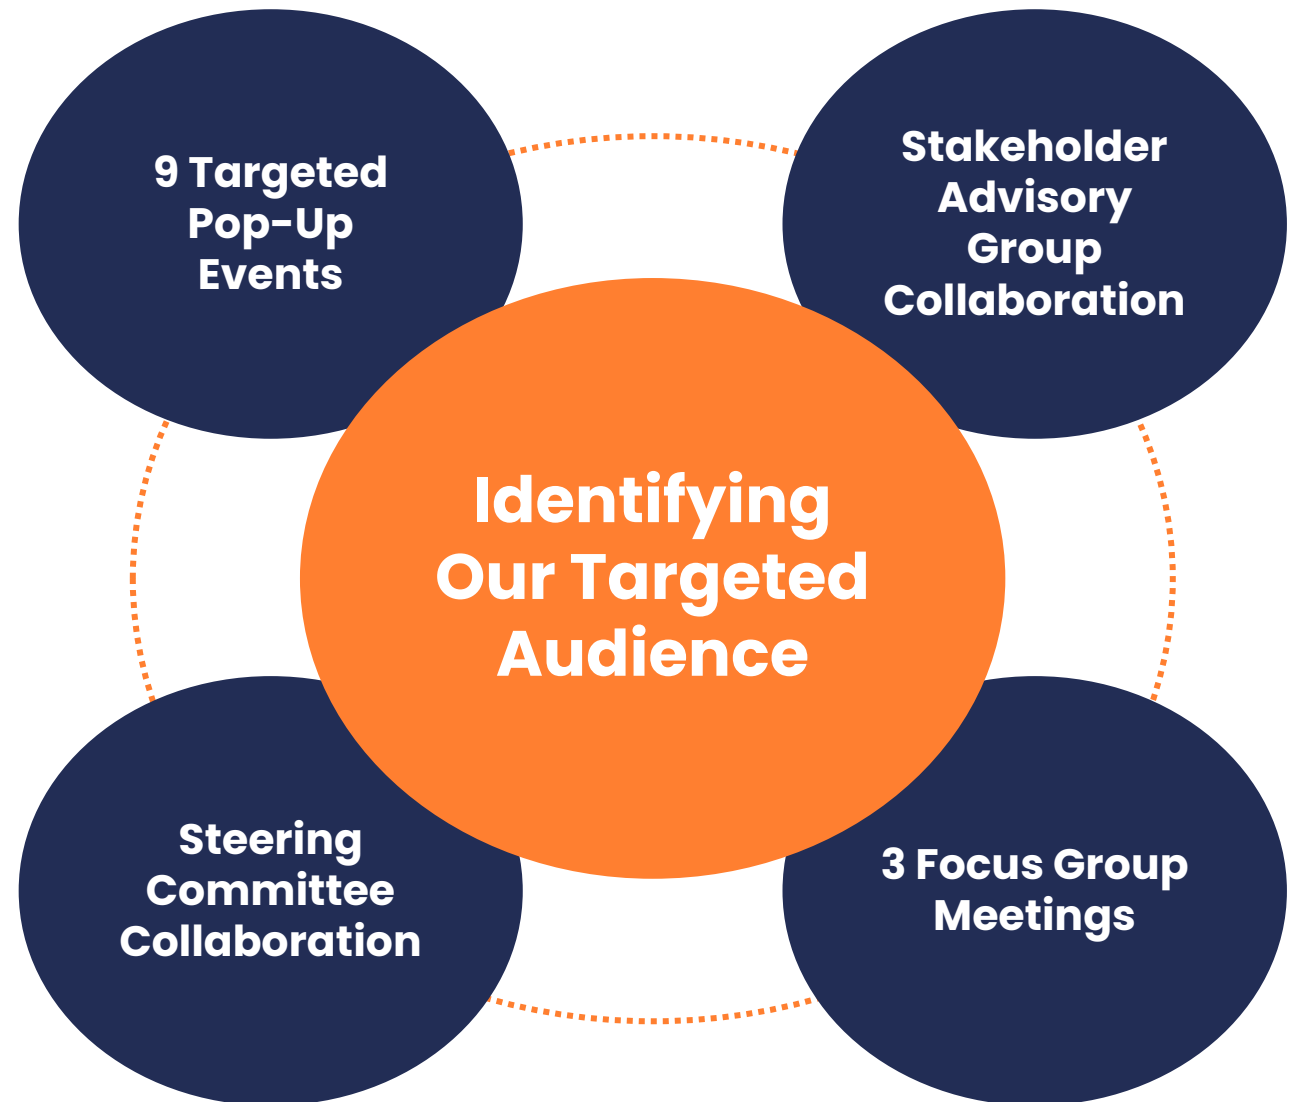 9 Targeted
Pop-Up
Events
Stakeholder
Advisory
Group
Collaboration
Identifying
Our Targeted
Audience
Steering
Committee
Collaboration
3 Focus Group
Meetings